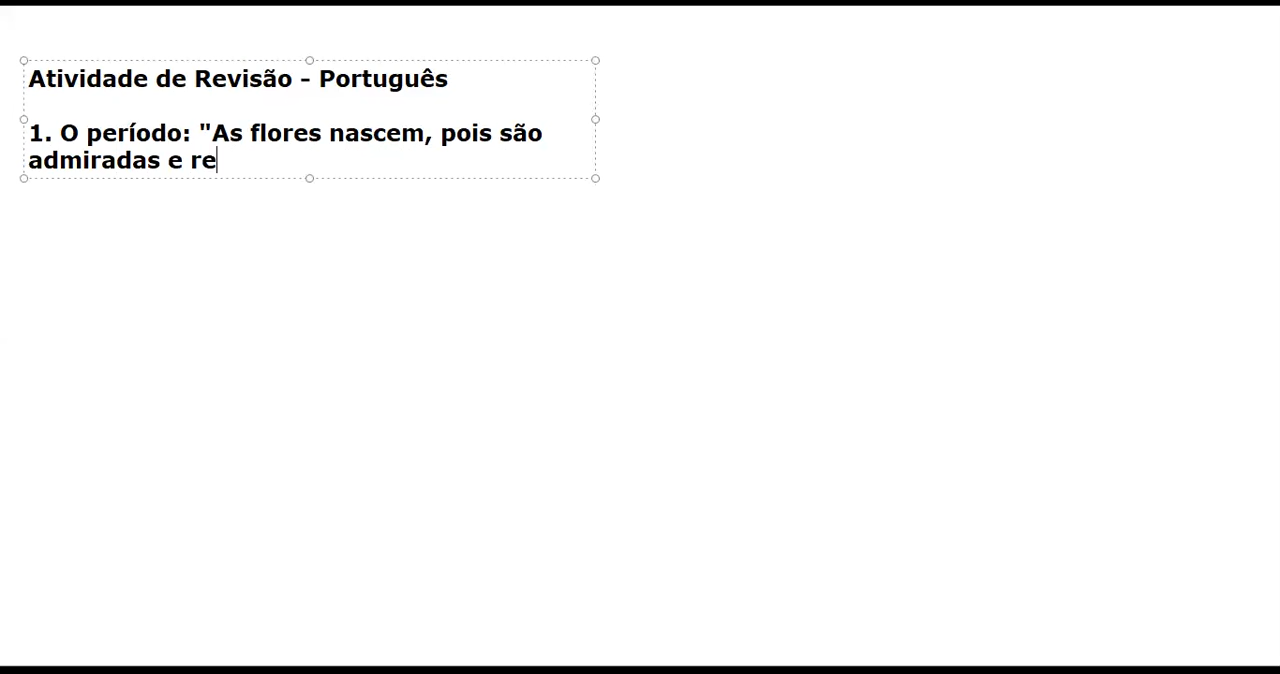 Atividade de Revisão - Português
1. O período: "As flores nascem, pois são
admiradas e re